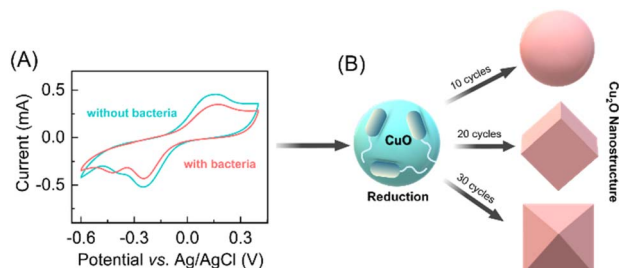 (A)
Current (mA)
0.5
0.0
-0.5
without bacteria
with bacteria
-0.6
-0.3
0.0
0.3
Potential vs. Ag/AgCl (V)
(B)
CuO
Reduction
10 cycles
20 cycles
30 cycles
Cu₂O Nanostructure